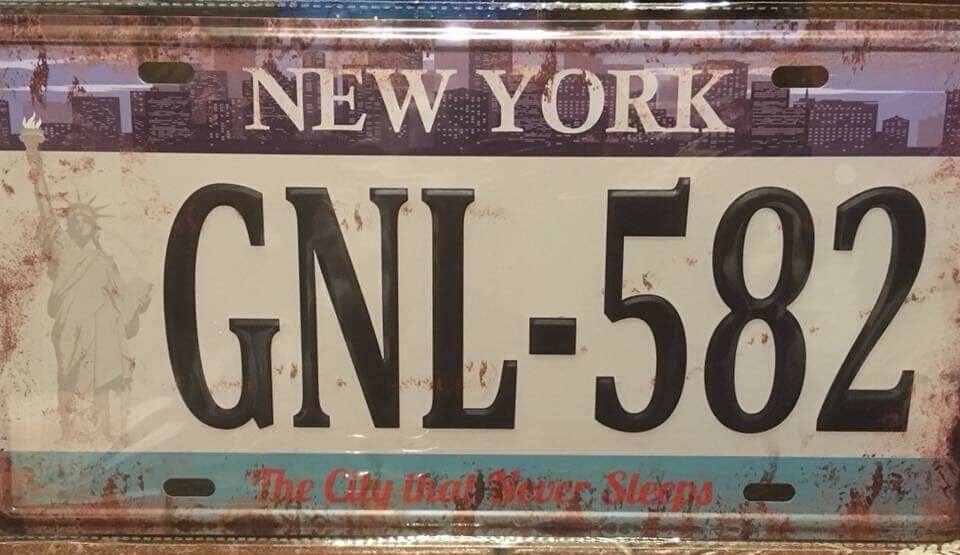 NEW YORK
GNL-582
The City that Never Sleeps